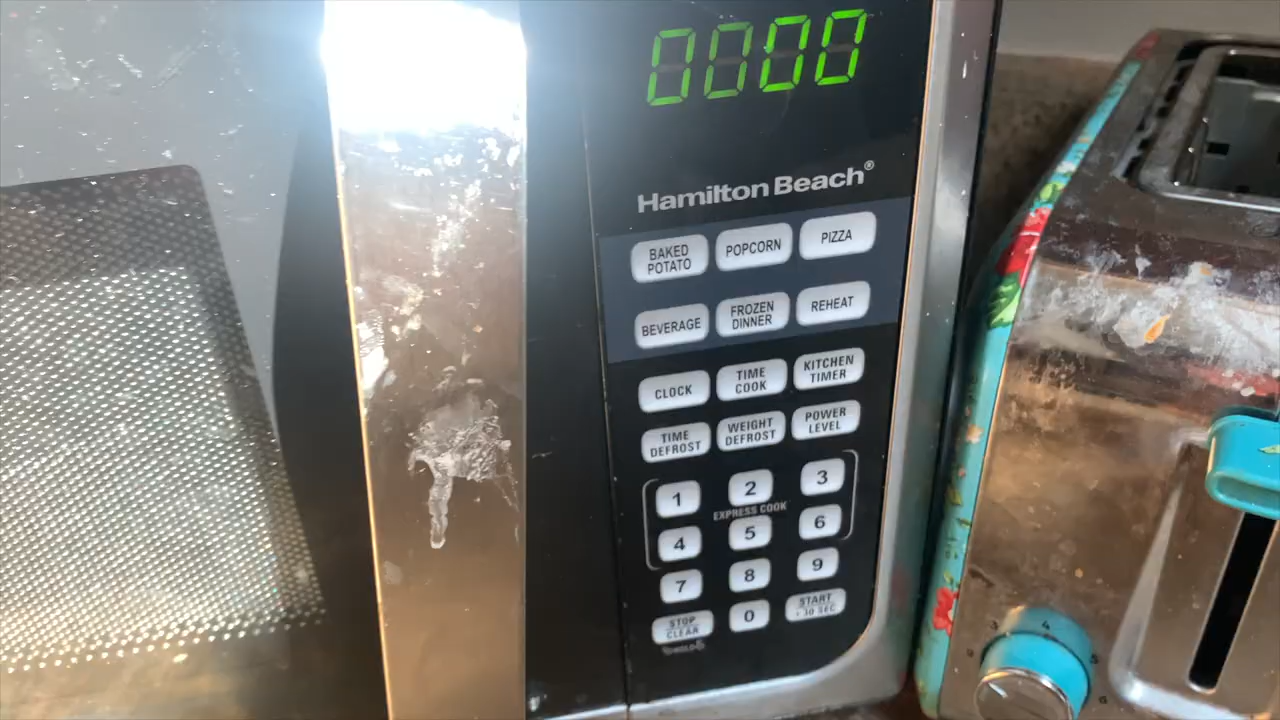 0000
Hamilton Beach®
BAKED
POTATO
POPCORN
PIZZA
BEVERAGE
FROZEN
DINNER
REHEAT
CLOCK
TIME
COOK
KITCHEN
TIMER
TIME
DEFROST
WEIGHT
DEFROST
POWER
LEVEL
1 2 3
EXPRESS COOK
4 5 6
7 8 9
STOP
CLEAR
0
START
+30 SEC
4